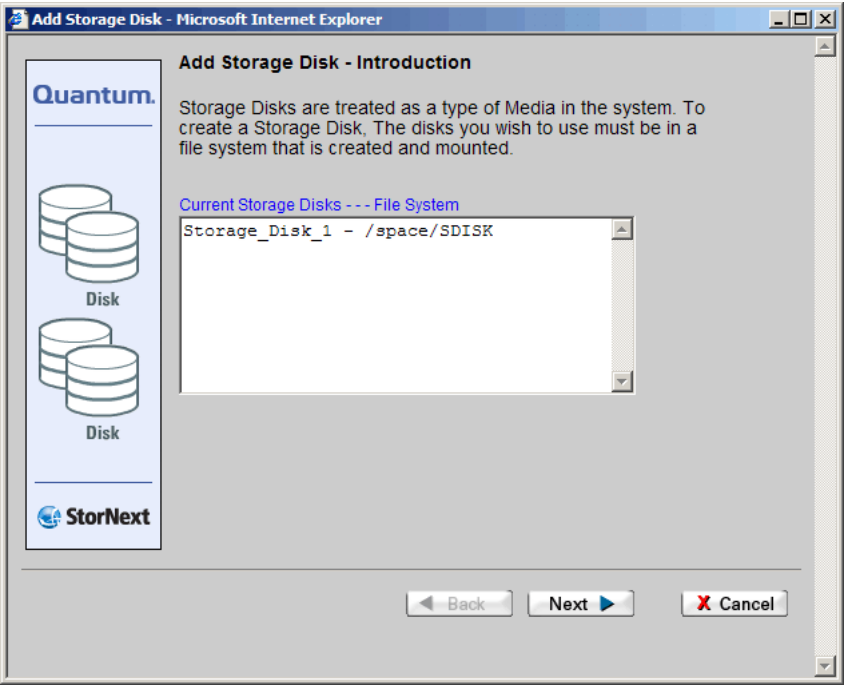 Add Storage Disk - Microsoft Internet Explorer
Quantum.
Disk
Disk
StorNext
Add Storage Disk - Introduction
Storage Disks are treated as a type of Media in the system. To
create a Storage Disk, The disks you wish to use must be in a
file system that is created and mounted.
Current Storage Disks - - - File System
Storage_Disk_1 - /space/SDISK
Back
Next
X Cancel